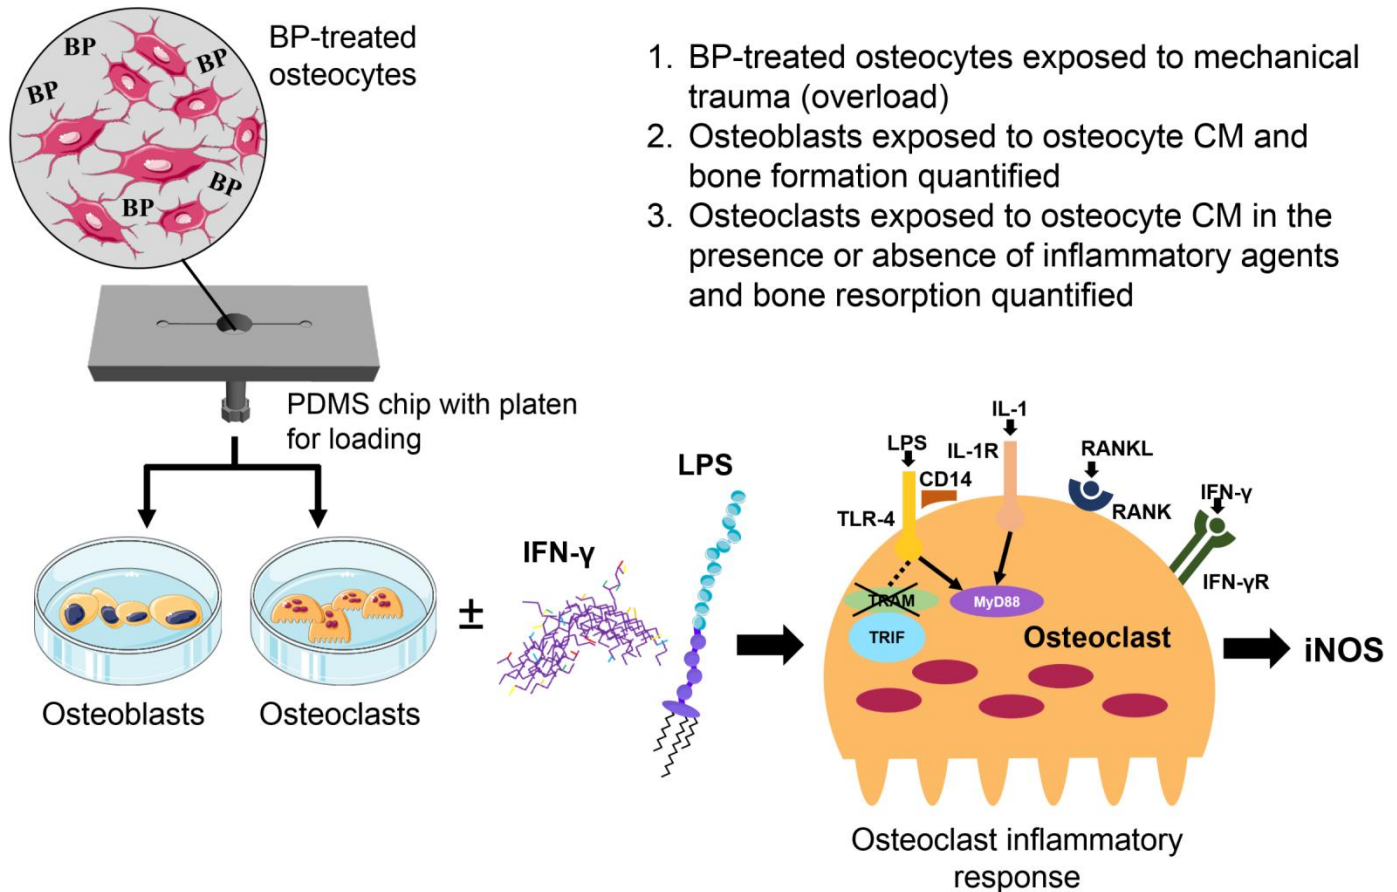 BP-treated
osteocytes
BP
BP
BP
BP
BP
1. BP-treated osteocytes exposed to mechanical
trauma (overload)
2. Osteoblasts exposed to osteocyte CM and
bone formation quantified
3. Osteoclasts exposed to osteocyte CM in the
presence or absence of inflammatory agents
and bone resorption quantified
PDMS chip with platen
for loading
Osteoblasts
Osteoclasts
±
IFN-γ
LPS
LPS
CD14
TLR-4
IL-1
IL-1R
RANKL
RANK
IFN-γ
IFN-γR
TRAM
TRIF
MyD88
Osteoclast
iNOS
Osteoclast inflammatory
response